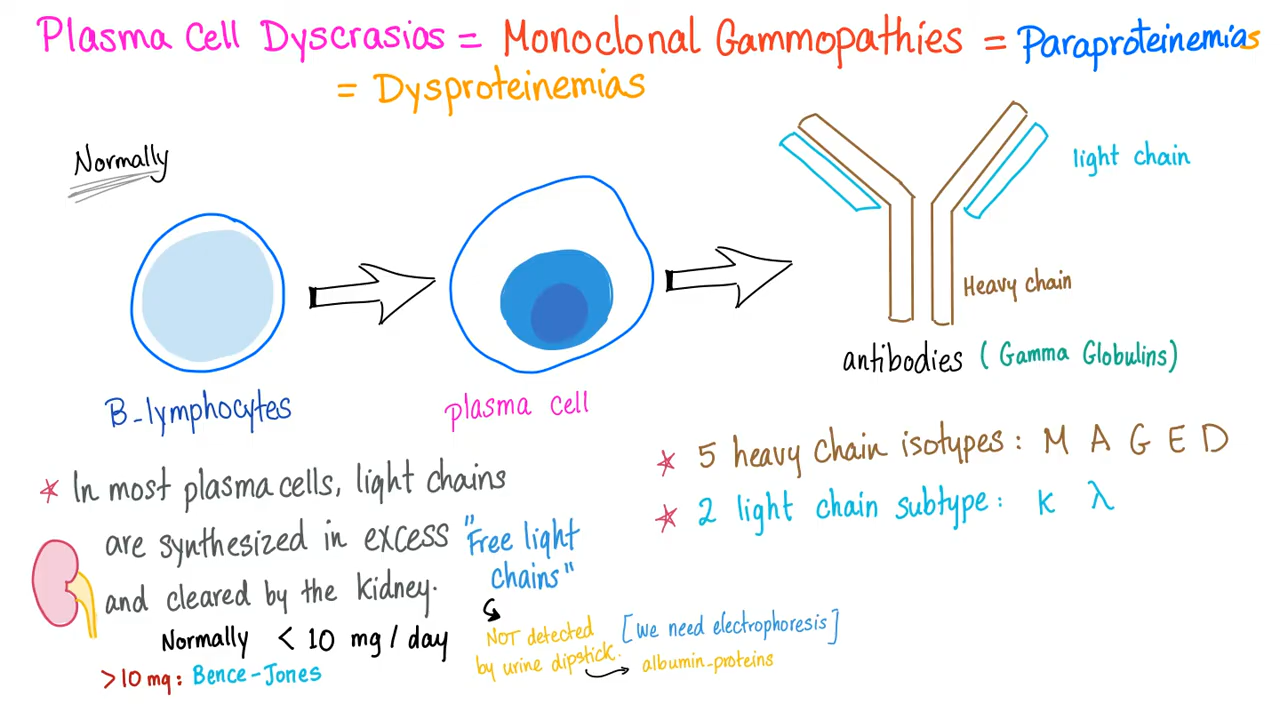 Plasma Cell Dyscrasias = Monoclonal Gammopathies = Paraproteinemias
= Dysproteinemias
Normally
light chain
Heavy chain
antibodies (Gamma Globulins)
B-lymphocytes
plasma cell
* 5 heavy chain isotypes: M A G E D
* 2 light chain subtype: κ λ
* In most plasma cells, light chains
are synthesized in excess "Free light
chains"
and cleared by the kidney.
Normally < 10 mg/day
>10 mg: Bence-Jones
NOT detected
by urine dipstick. → albumin-proteins
[we need electrophoresis]